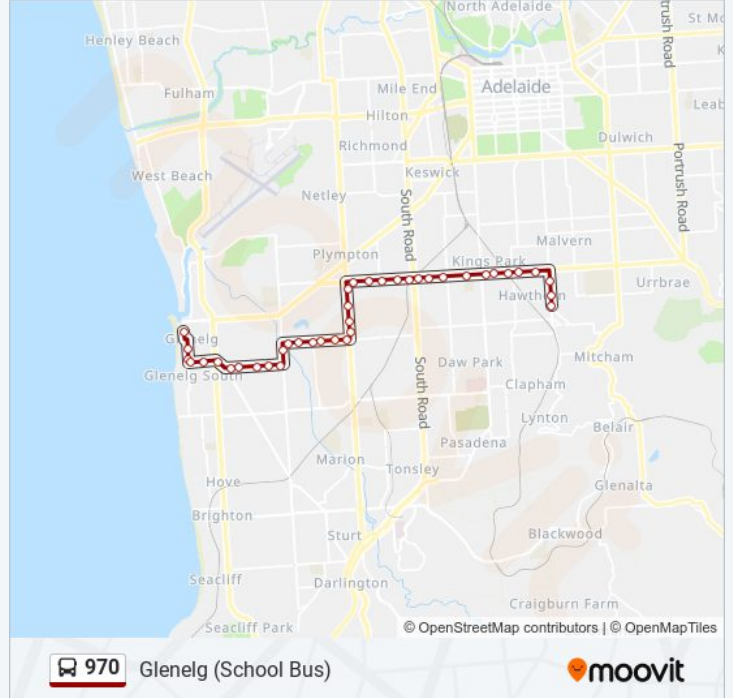 North Adelaide
Henley Beach
St Mo
trush Road
Fulham
Mile End
Adelaide
Leab
Hilton
Richmond
Dulwich
West Beach
Keswick
Portrush Road
Netley
South Road
Plympton
Malvern
Kings Park
Urrbrae
Hawthorn
Glenelg
Mitcham
Glenelg South
Daw Park
Clapham
South Road
Lynton
Belair
Pasadena
Marion
Tonsley
Hove
Glenalta
Brighton
Sturt
Blackwood
Seacliff
Darlington
Craigburn Farm
Seacliff Park
© OpenStreetMap contributors | © OpenMapTiles
970 Glenelg (School Bus)
moovit